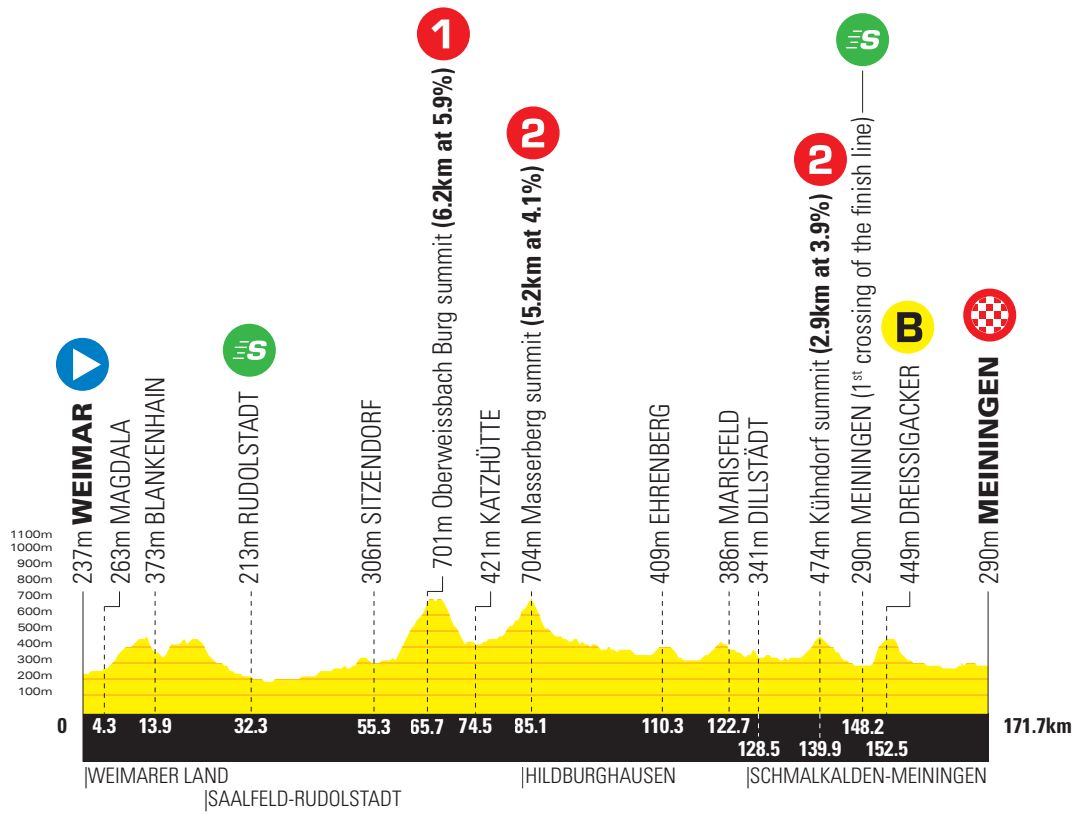 1
S
2
2
B
237m WEIMAR
263m MAGDALA
373m BLANKENHAIN
213m RUDOLSTADT
306m SITZENDORF
701m Oberweissbach Burg summit (6.2km at 5.9%)
421m KATZHÜTTE
704m Masserberg summit (5.2km at 4.1%)
409m EHRENBERG
386m MARISFELD
341m DILLSTÄDT
474m Kühndorf summit (2.9km at 3.9%)
290m MEININGEN (1st crossing of the finish line)
449m DREISSIGACKER
290m MEININGEN
S
1100m
1000m
900m
800m
700m
600m
500m
400m
300m
200m
100m
0 4.3 13.9 32.3 55.3 65.7 74.5 85.1 110.3 122.7 148.2 171.7km
128.5 139.9 152.5
|WEIMARER LAND |HILDBURGHAUSEN |SCHMALKALDEN-MEININGEN
|SAALFELD-RUDOLSTADT